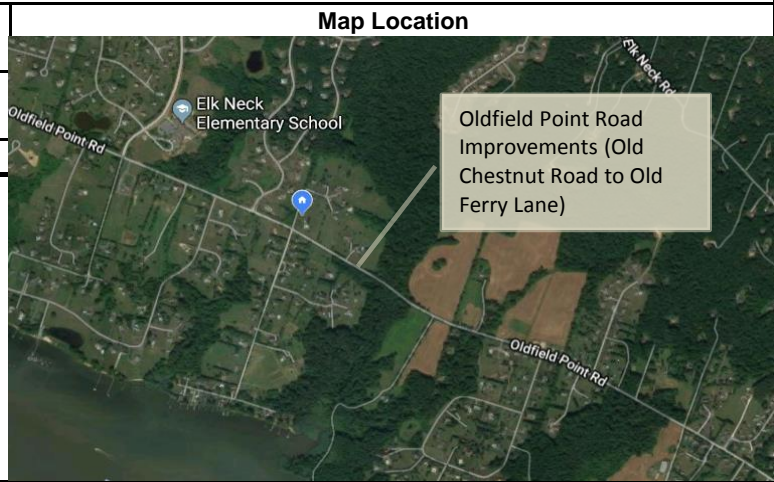 Map Location
Elk Neck Rd
Elk Neck
Elementary School
Oldfield Point Rd
Oldfield Point Road
Improvements (Old
Chestnut Road to Old
Ferry Lane)
Oldfield Point Rd